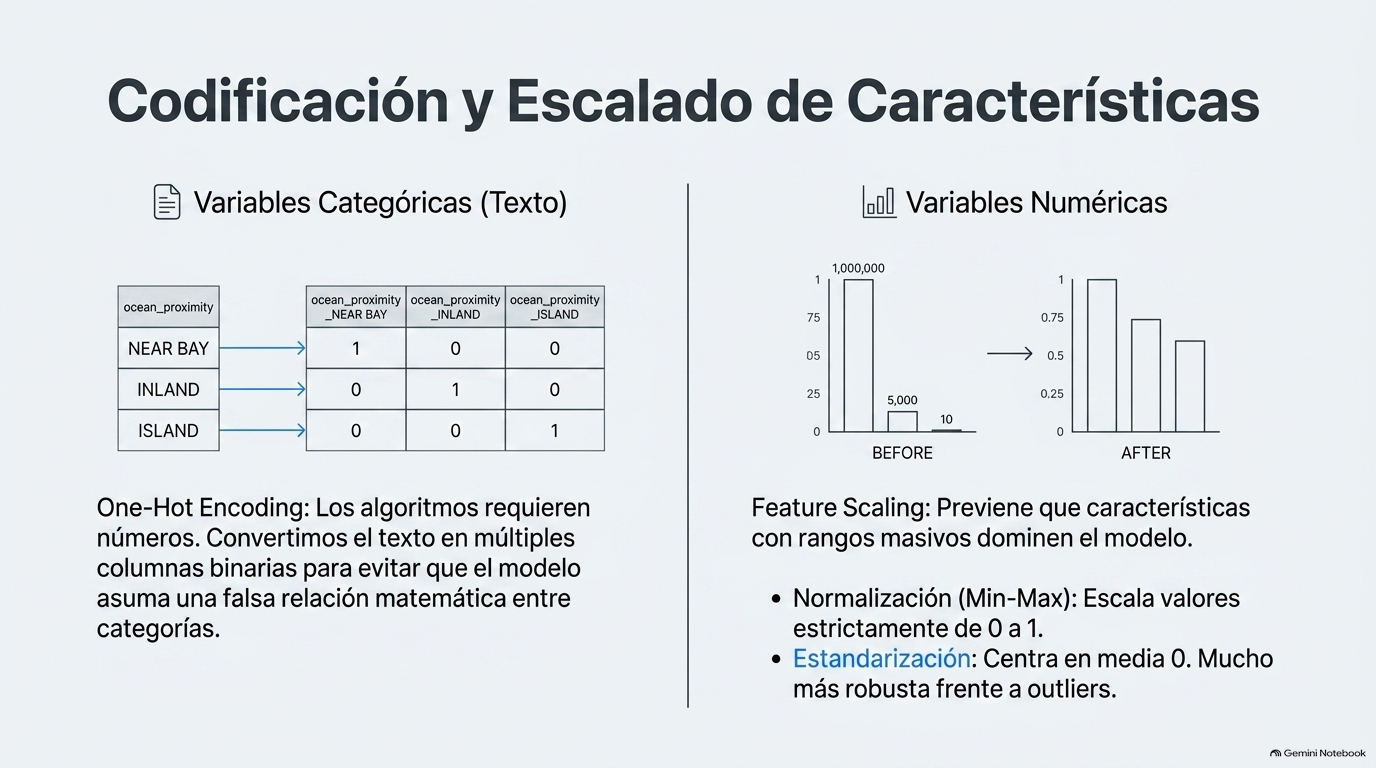 Codificación y Escalado de Características
Variables Categóricas (Texto)
ocean_proximity
NEAR BAY
INLAND
ISLAND
ocean_proximity
_NEAR BAY
ocean_proximity
_INLAND
ocean_proximity
_ISLAND
1 0 0
0 1 0
0 0 1
One-Hot Encoding: Los algoritmos requieren
números. Convertimos el texto en múltiples
columnas binarias para evitar que el modelo
asuma una falsa relación matemática entre
categorías.
Variables Numéricas
1
75
05
25
0
1,000,000
5,000
10
BEFORE
1
0.75
0.5
0.25
0
AFTER
Feature Scaling: Previene que características
con rangos masivos dominen el modelo.
• Normalización (Min-Max): Escala valores
estrictamente de 0 a 1.
• Estandarización: Centra en media 0. Mucho
más robusta frente a outliers.
Gemini Notebook